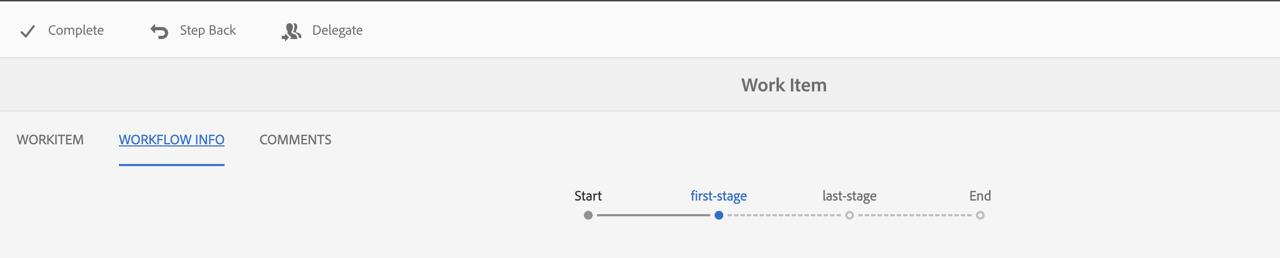 Complete Step Back Delegate
Work Item
WORKITEM WORKFLOW INFO COMMENTS
Start first-stage last-stage End